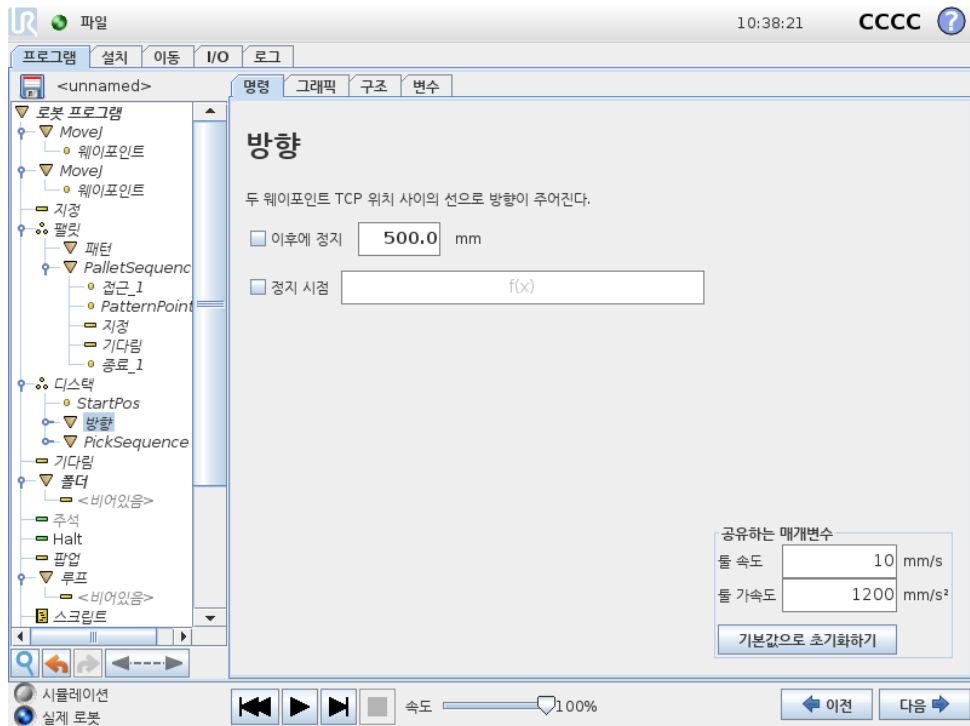 UR 파일 10:38:21 CCCC ?
프로그램 설치 이동 I/O 로그
<unnamed>
명령 그래픽 구조 변수
로봇 프로그램
MoveJ
웨이포인트
MoveJ
웨이포인트
지정
팔릿
패턴
PalletSequenc
접근_1
PatternPoint
지정
기다림
종료_1
디스택
StartPos
방향
PickSequence
기다림
폴더
<비어있음>
주석
Halt
팝업
루프
<비어있음>
스크립트
방향
두 웨이포인트 TCP 위치 사이의 선으로 방향이 주어진다.
이후에 정지 500.0 mm
정지 시점 f(x)
공유하는 매개변수
툴 속도 10 mm/s
툴 가속도 1200 mm/s²
기본값으로 초기화하기
시뮬레이션
실제 로봇
속도 100%
이전 다음